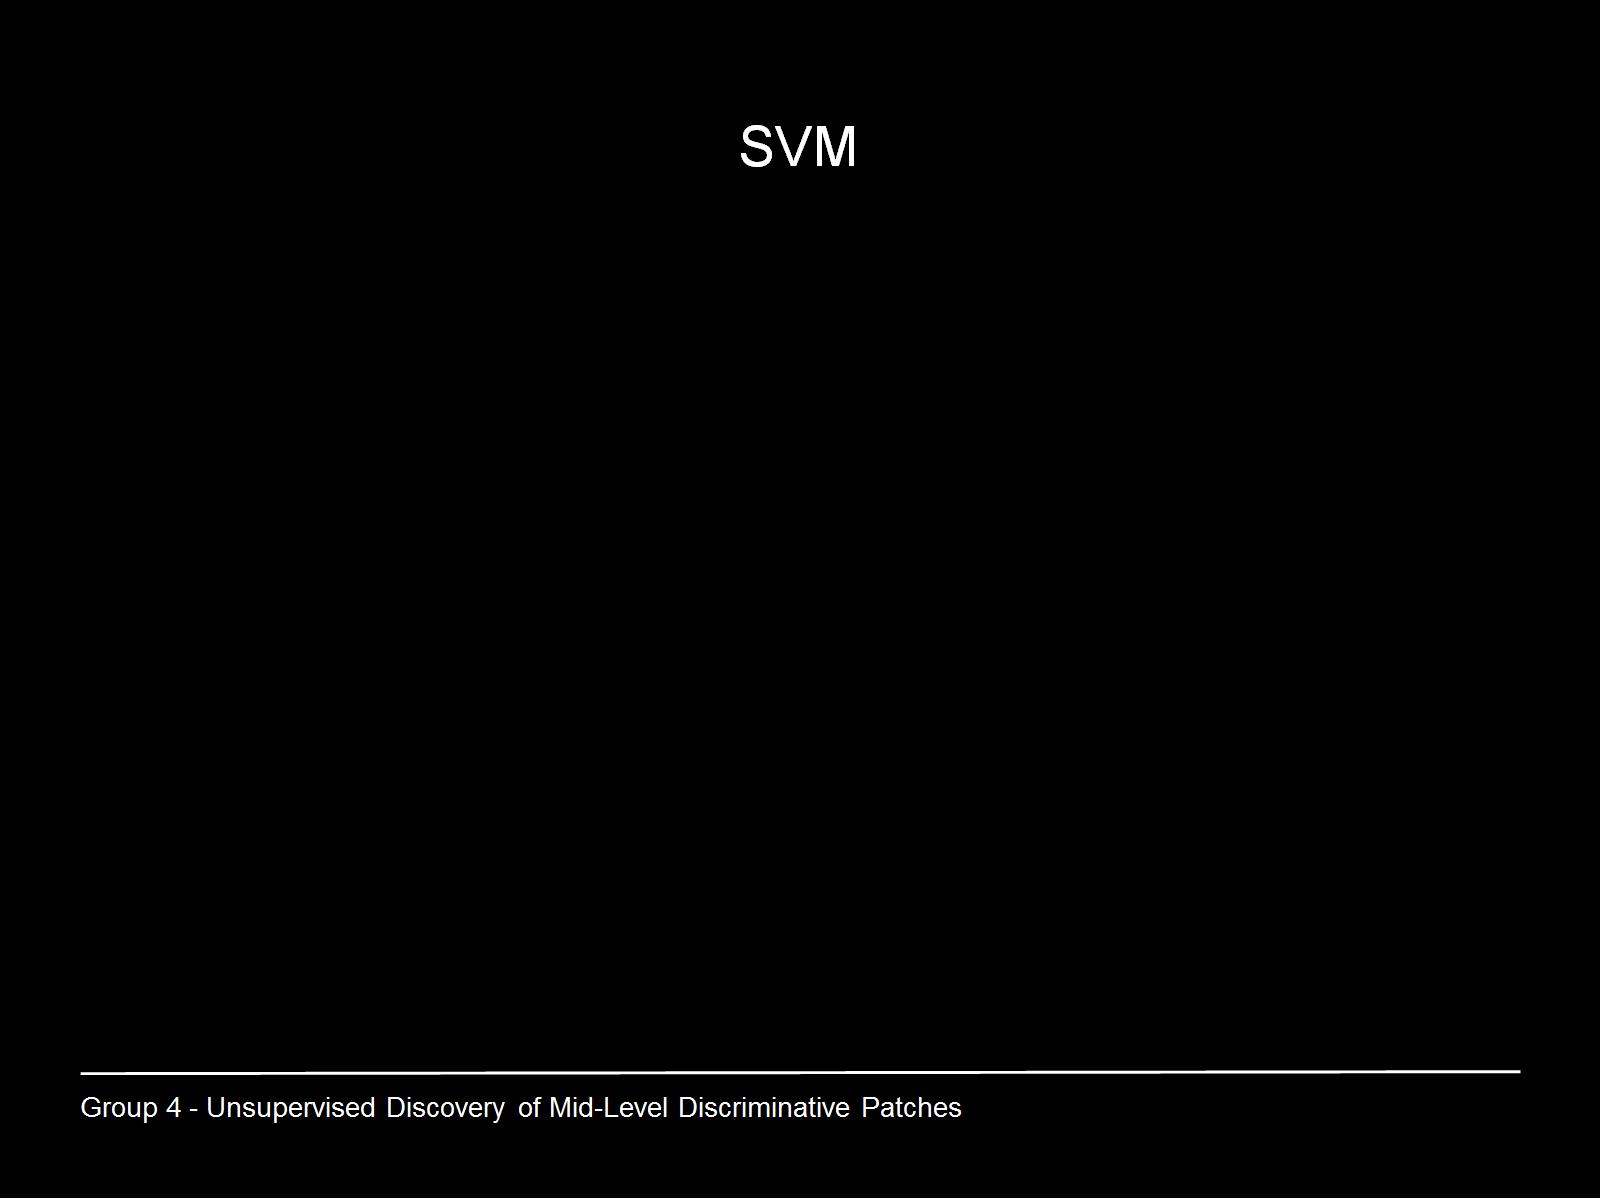 SVM
Group 4 - Unsupervised Discovery of Mid-Level Discriminative Patches